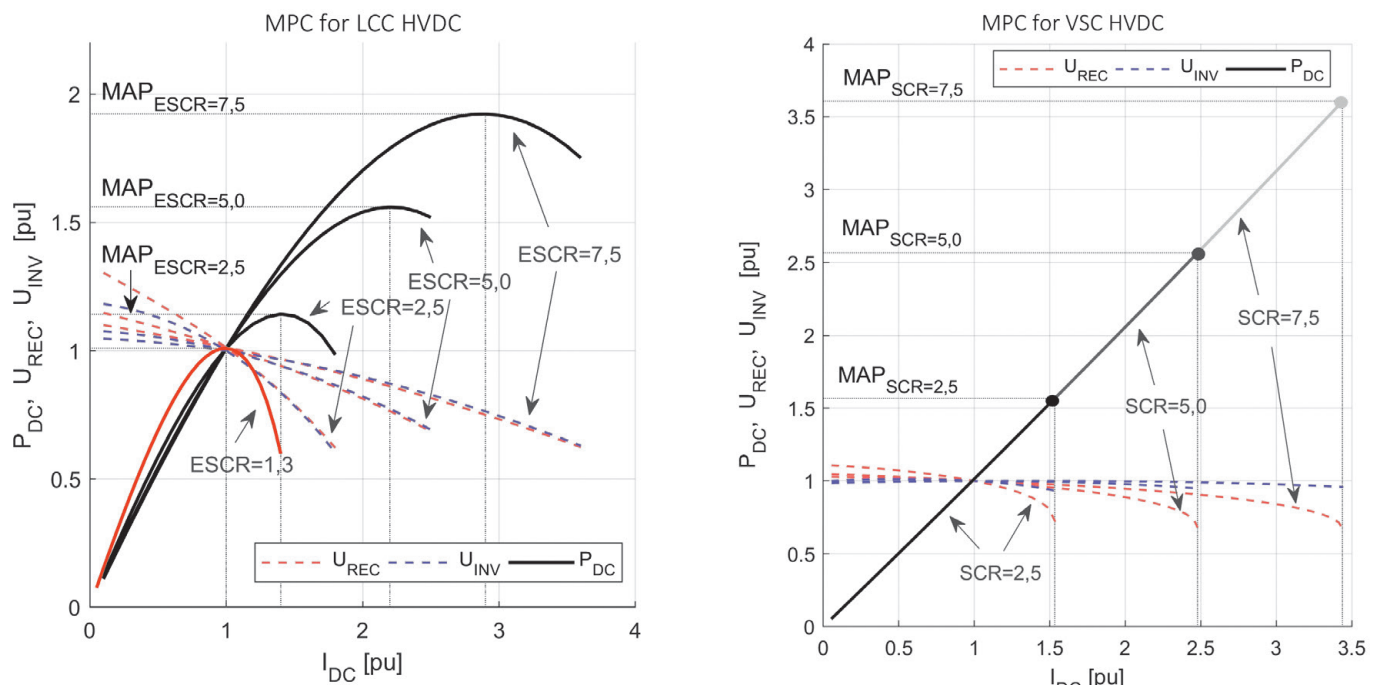 MPC for LCC HVDC
P_DC, U_REC, U_INV [pu]
2
1.5
1
0.5
0
MAP_ESCR=7,5
MAP_ESCR=5,0
MAP_ESCR=2,5
ESCR=7,5
ESCR=5,0
ESCR=2,5
ESCR=1,3
U_REC U_INV P_DC
0 1 2 3 4
I_DC [pu]
MPC for VSC HVDC
U_REC U_INV P_DC
P_DC, U_REC, U_INV [pu]
4
3.5
3
2.5
2
1.5
1
0.5
0
MAP_SCR=7,5
MAP_SCR=5,0
MAP_SCR=2,5
SCR=7,5
SCR=5,0
SCR=2,5
0 0.5 1 1.5 2 2.5 3 3.5
I_DC [pu]